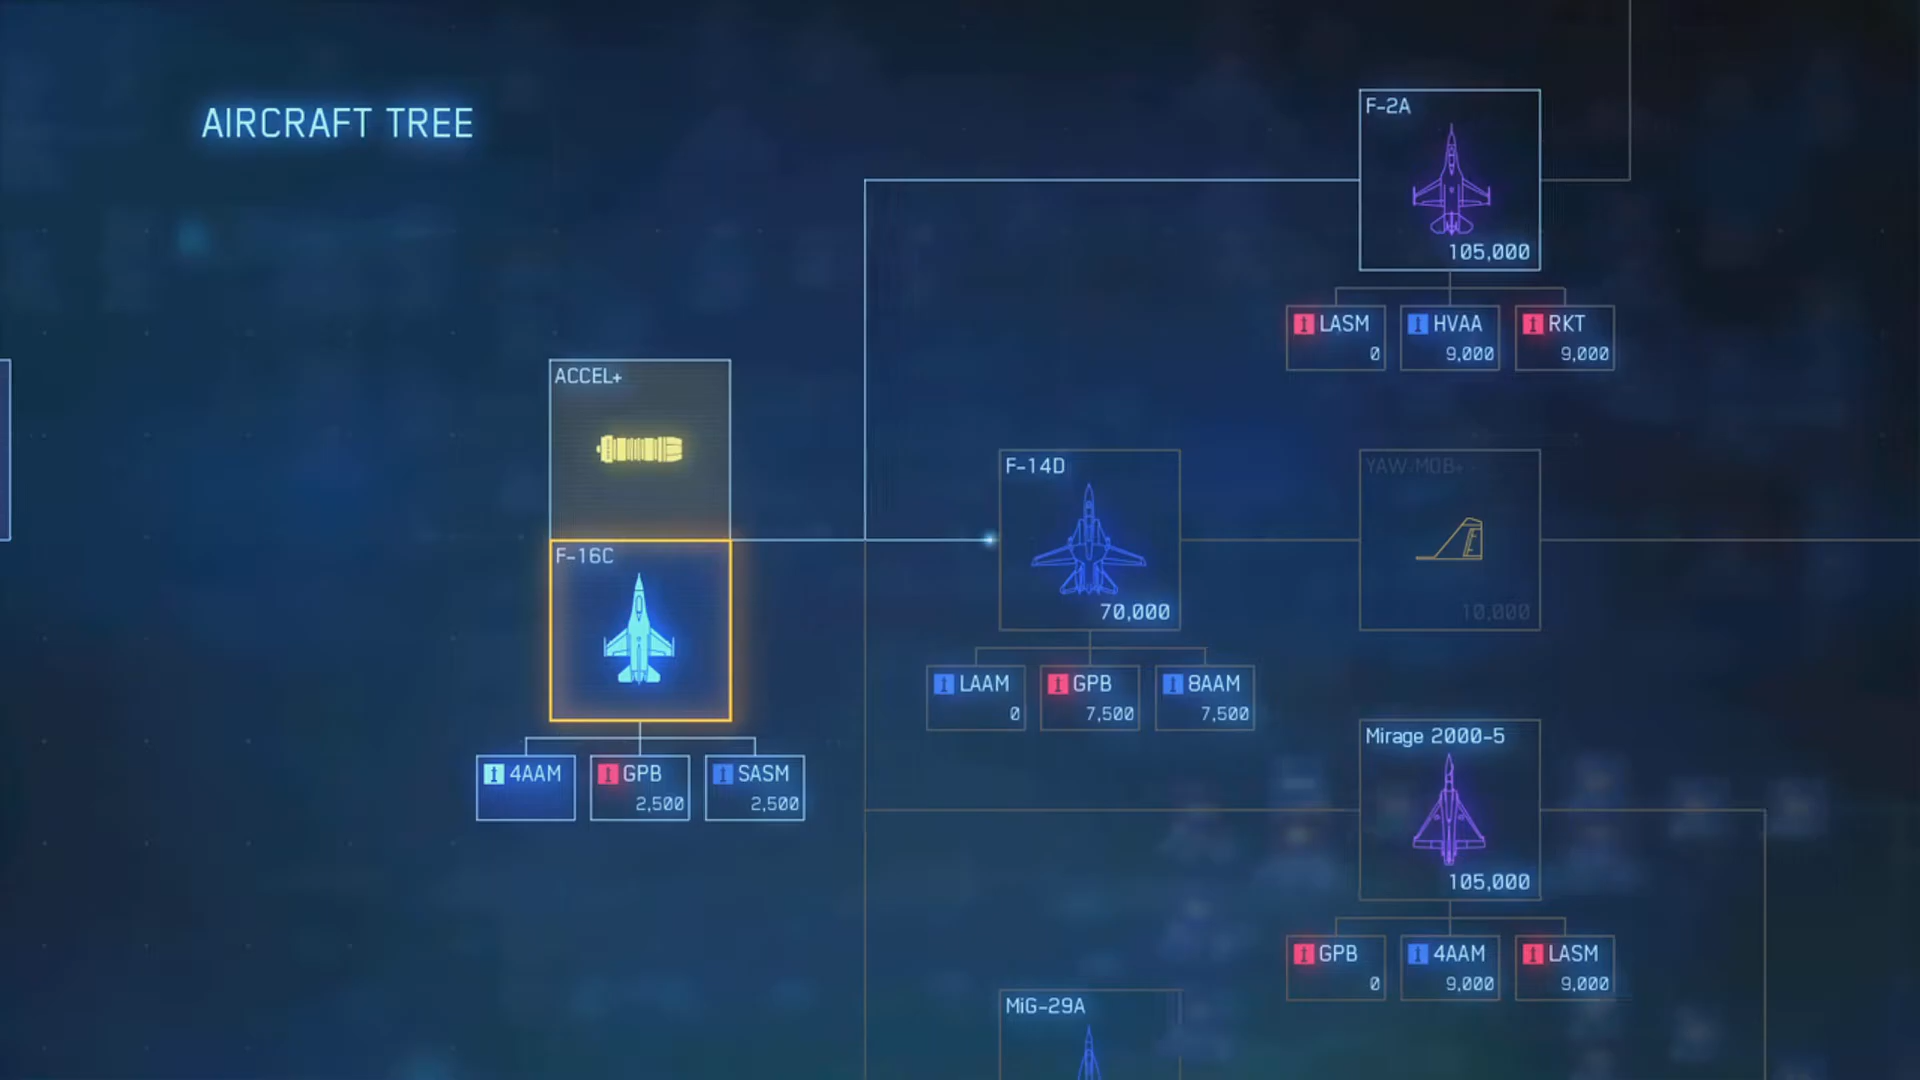 AIRCRAFT TREE
F-2A
105,000
LASM
0
HVAA
9,000
RKT
9,000
ACCEL+
F-16C
4AAM
GPB
2,500
SASM
2,500
F-14D
70,000
LAAM
0
GPB
7,500
8AAM
7,500
YAW MOB+
10,000
Mirage 2000-5
105,000
GPB
0
4AAM
9,000
LASM
9,000
MiG-29A